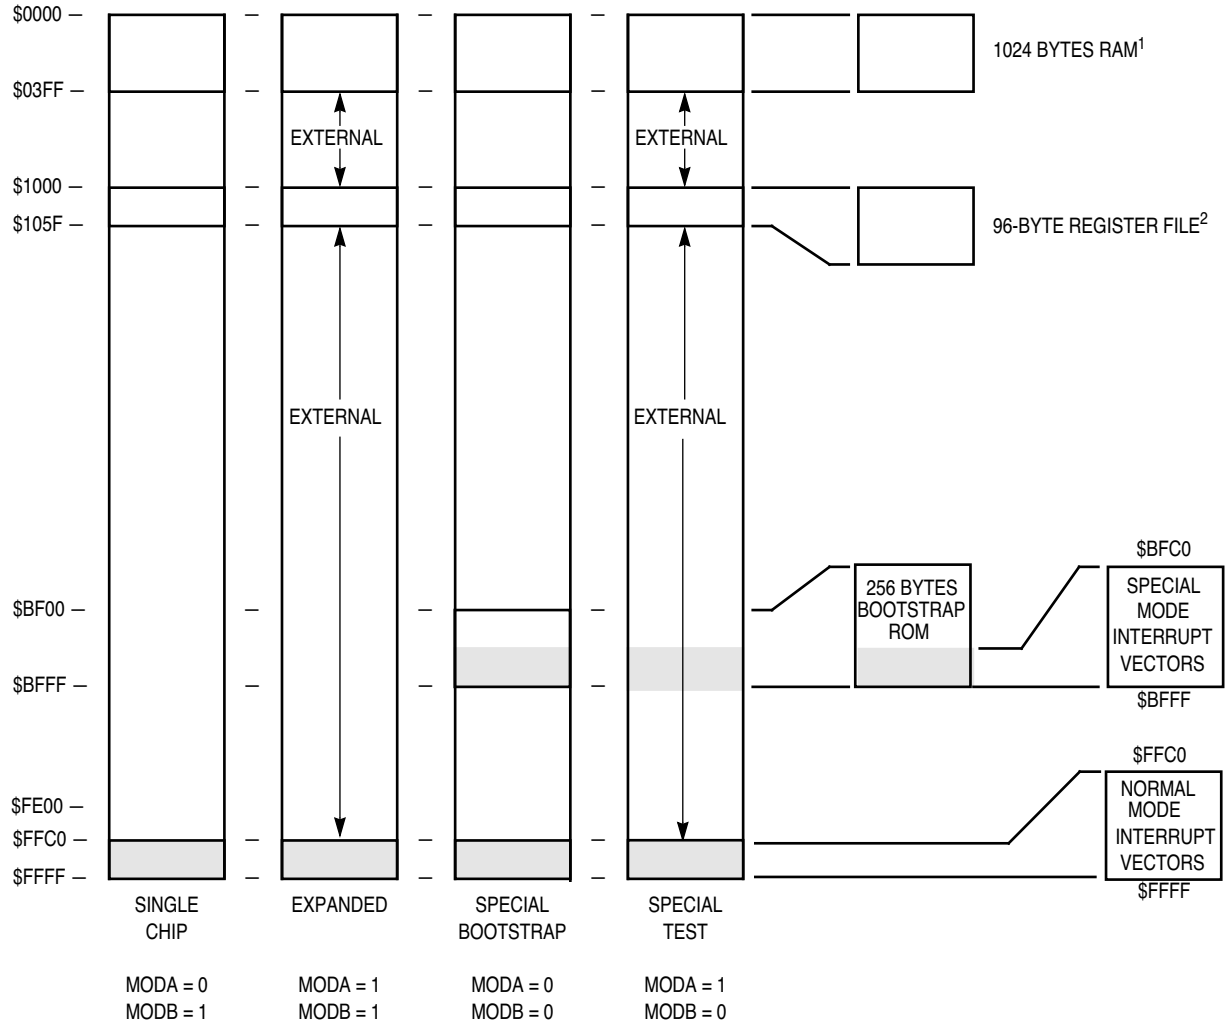 $0000
1024 BYTES RAM1
$03FF
EXTERNAL EXTERNAL
$1000
$105F
96-BYTE REGISTER FILE2
EXTERNAL EXTERNAL
$BF00
256 BYTES
BOOTSTRAP
ROM
$BFC0
SPECIAL
MODE
INTERRUPT
VECTORS
$BFFF
$BFFF
$FFC0
NORMAL
MODE
INTERRUPT
VECTORS
$FFFF
$FE00
$FFC0
$FFFF
SINGLE
CHIP
EXPANDED
SPECIAL
BOOTSTRAP
SPECIAL
TEST
MODA = 0
MODB = 1
MODA = 1
MODB = 1
MODA = 0
MODB = 0
MODA = 1
MODB = 0